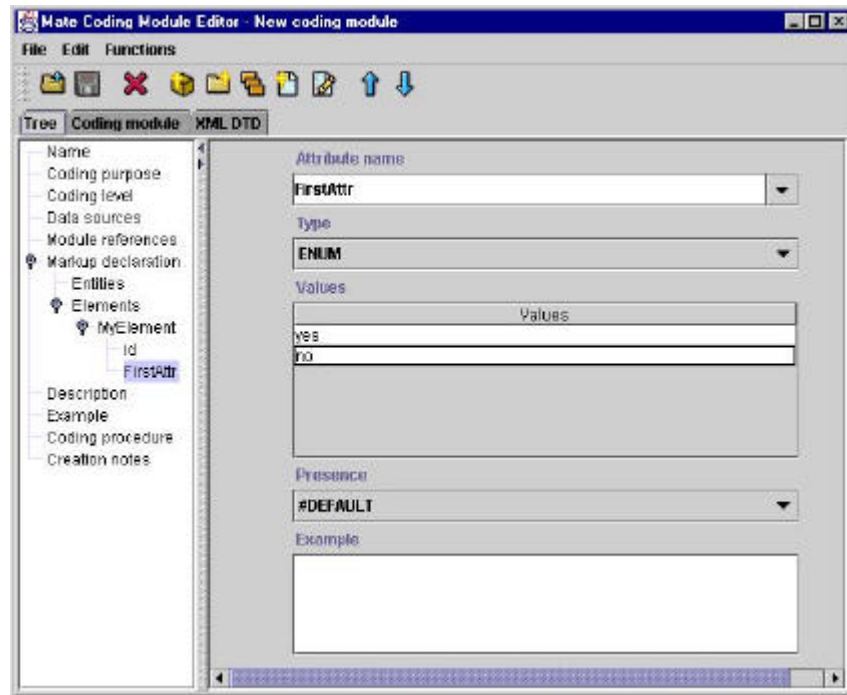 Mate Coding Module Editor - New coding module
File Edit Functions
Tree Coding module XML DTD
Name
Coding purpose
Coding level
Data sources
Module references
Markup declaration
Entities
Elements
MyElement
id
FirstAttr
Description
Example
Coding procedure
Creation notes
Attribute name
FirstAttr
Type
ENUM
Values
Values
yes
no
Presence
#DEFAULT
Example